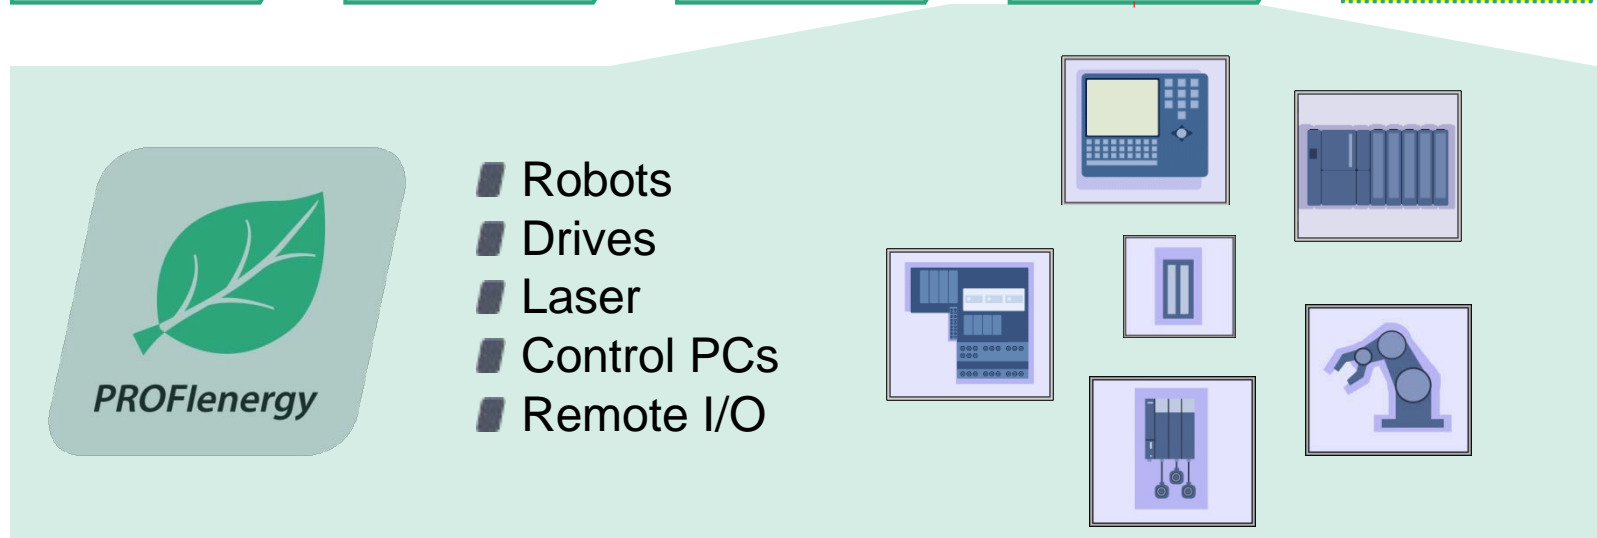 PROFIenergy
Robots
Drives
Laser
Control PCs
Remote I/O